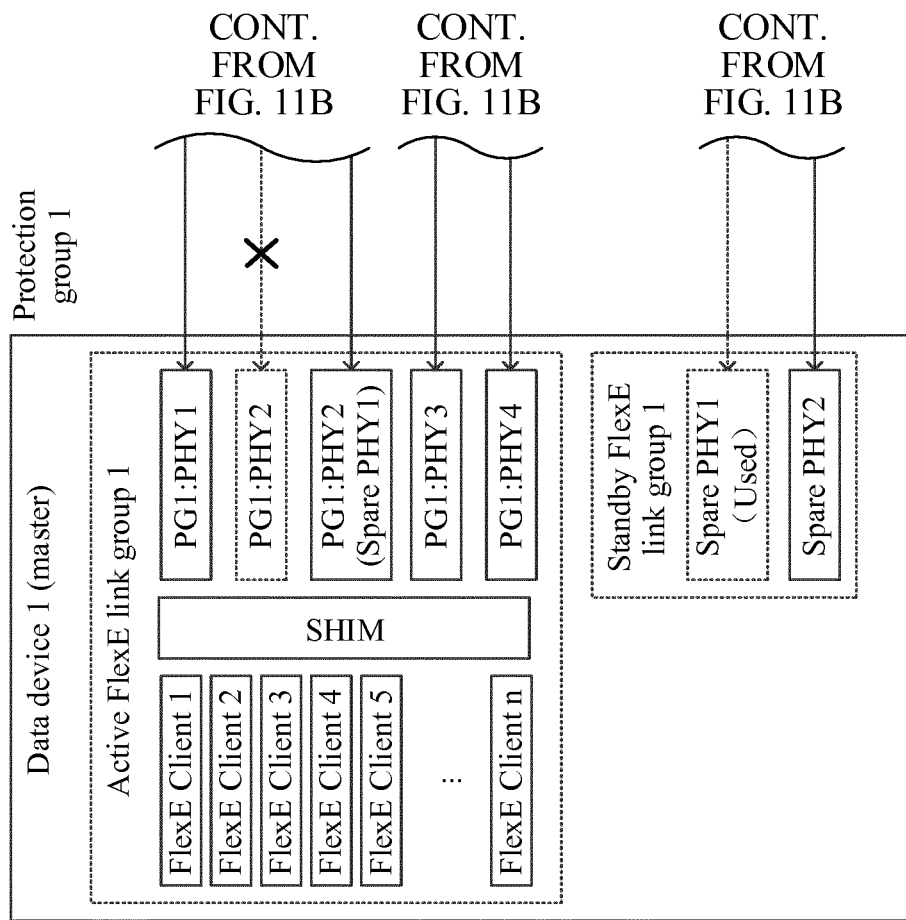 CONT.
FROM
FIG. 11B
CONT.
FROM
FIG. 11B
CONT.
FROM
FIG. 11B
Protection
group 1
Data device 1 (master)
Active FlexE link group 1
PG1:PHY1
PG1:PHY2
PG1:PHY2
(Spare PHY1)
PG1:PHY3
PG1:PHY4
SHIM
FlexE Client 1
FlexE Client 2
FlexE Client 3
FlexE Client 4
FlexE Client 5
...
FlexE Client n
Standby FlexE
link group 1
Spare PHY1
(Used)
Spare PHY2